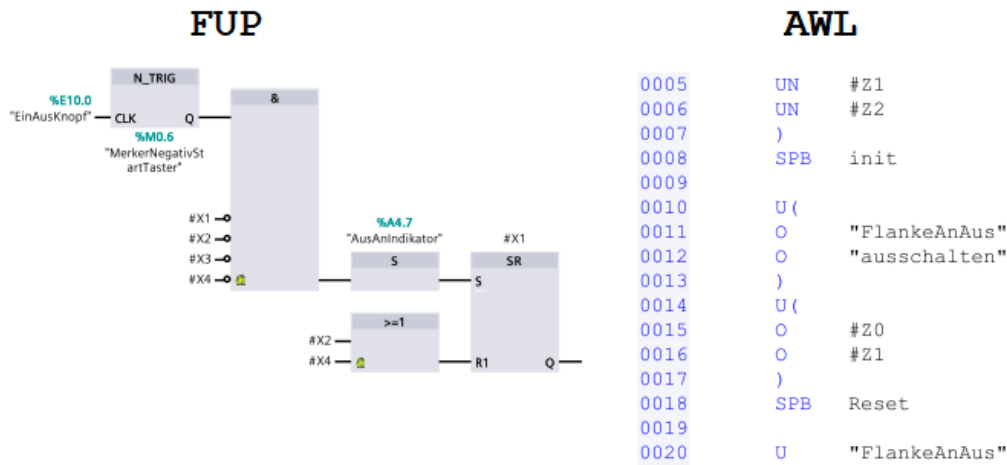 FUP
N_TRIG
%E10.0
"EinAusKnopf"
CLK Q
%M0.6
"MerkerNegativSt
artTaster"
&
#X1
#X2
#X3
#X4
%A4.7
"AusAnIndikator"
S
#X1
SR
S
>=1
#X2
#X4
R1 Q
AWL
0005 UN #Z1
0006 UN #Z2
0007 )
0008 SPB init
0009
0010 U(
0011 O "FlankeAnAus"
0012 O "ausschalten"
0013 )
0014 U(
0015 O #Z0
0016 O #Z1
0017 )
0018 SPB Reset
0019
0020 U "FlankeAnAus"